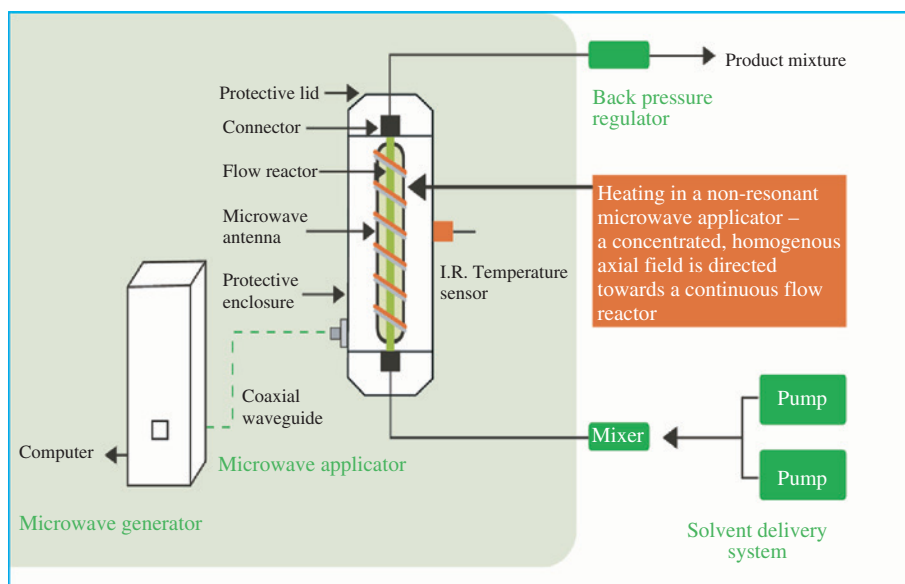 Product mixture
Back pressure
regulator
Protective lid
Connector
Flow reactor
Microwave
antenna
Protective
enclosure
I.R. Temperature
sensor
Heating in a non-resonant
microwave applicator –
a concentrated, homogenous
axial field is directed
towards a continuous flow
reactor
Coaxial
waveguide
Computer
Microwave applicator
Microwave generator
Mixer
Pump
Pump
Solvent delivery
system